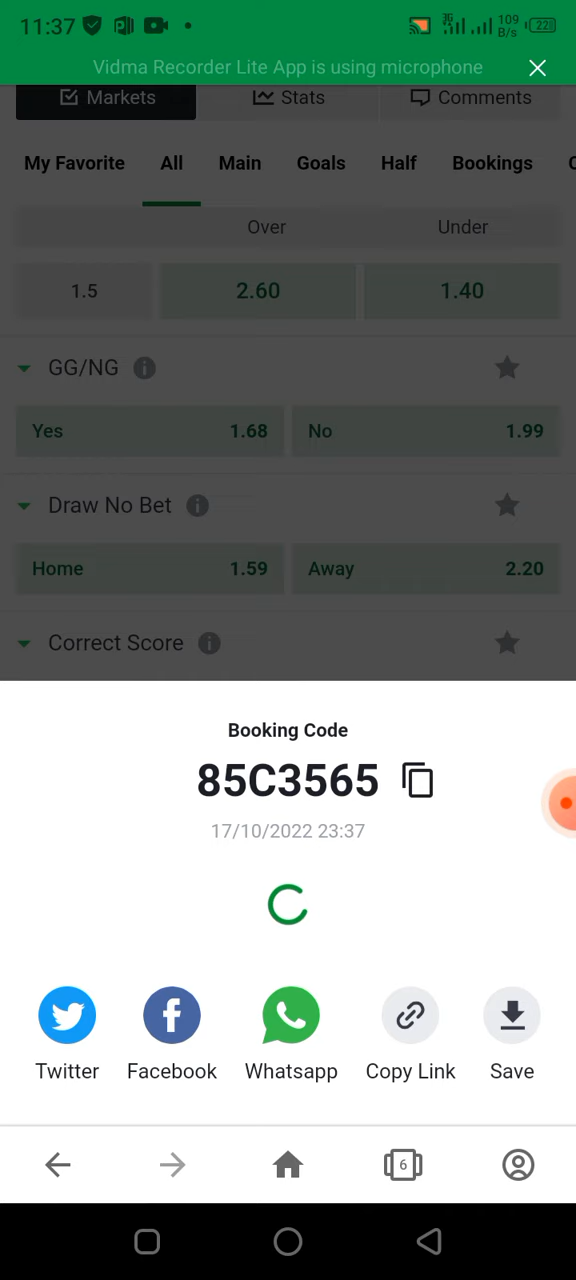 11:37 3G 109 B/s 22
Vidma Recorder Lite App is using microphone
Markets Stats Comments
My Favorite All Main Goals Half Bookings
Over Under
1.5 2.60 1.40
GG/NG
Yes 1.68 No 1.99
Draw No Bet
Home 1.59 Away 2.20
Correct Score
Booking Code
85C3565
17/10/2022 23:37
Twitter Facebook Whatsapp Copy Link Save
6